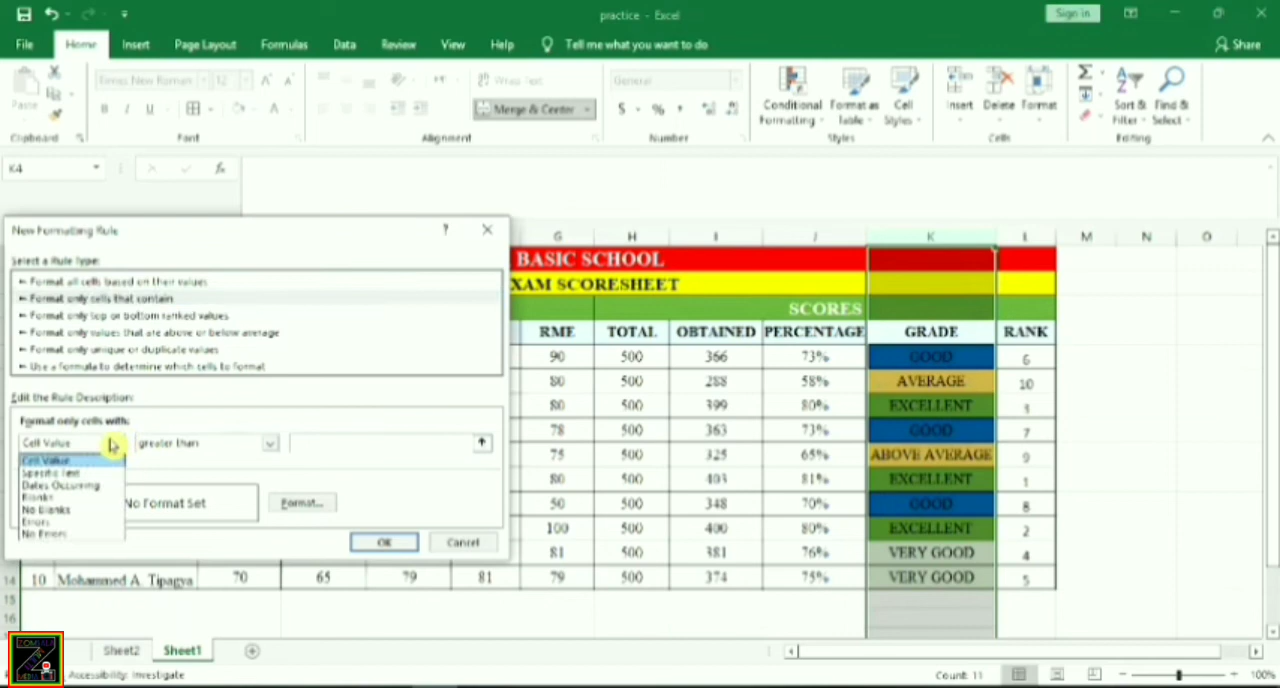 practice - Excel
Sign in
File Home Insert Page Layout Formulas Data Review View Help Tell me what you want to do Share
Paste Times New Roman 12 Wrap Text General
B I U Merge & Center $ % Conditional Formatting Format as Table Cell Styles Insert Delete Format Sort & Filter Find & Select
Clipboard Font Alignment Number Styles Cells Editing
K4 fx
New Formatting Rule ?
Select a Rule Type:
Format all cells based on their values
Format only cells that contain
Format only top or bottom ranked values
Format only values that are above or below average
Format only unique or duplicate values
Use a formula to determine which cells to format
Edit the Rule Description:
Format only cells with:
Cell Value greater than
Cell Value
Specific Text
Dates Occurring
Blanks
No Blanks
Errors
No Errors
No Format Set Format...
OK Cancel
G H I J K L M N O
BASIC SCHOOL
XAM SCORESHEET
SCORES
RME TOTAL OBTAINED PERCENTAGE GRADE RANK
90 500 366 73% GOOD 6
80 500 288 58% AVERAGE 10
80 500 399 80% EXCELLENT 3
78 500 363 73% GOOD 7
75 500 325 65% ABOVE AVERAGE 9
80 500 403 81% EXCELLENT 1
50 500 348 70% GOOD 8
100 500 400 80% EXCELLENT 2
81 500 381 76% VERY GOOD 4
14 10 Mohammed A. Tipagya 70 65 79 81 79 500 374 75% VERY GOOD 5
15
16
Sheet2 Sheet1
Accessibility: Investigate Count: 11 100%